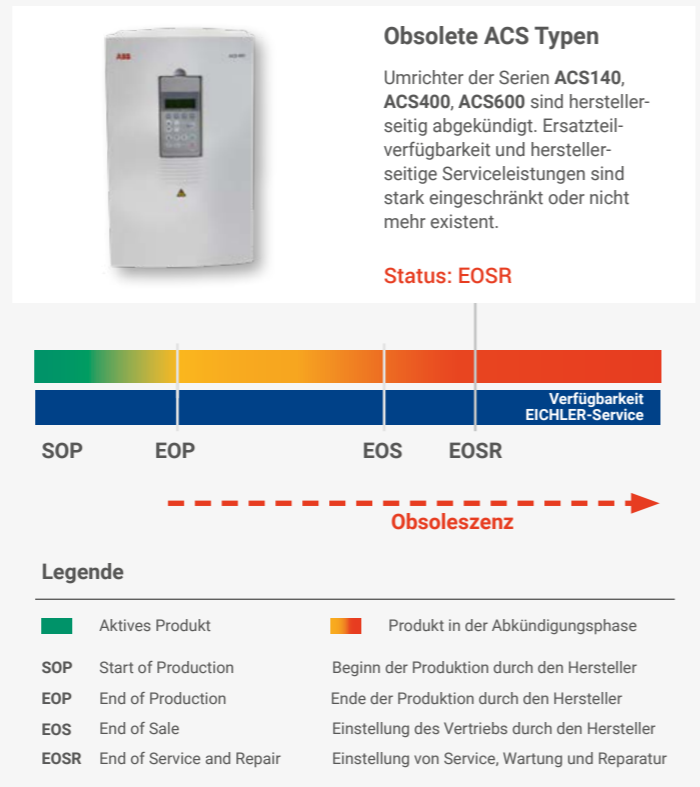 ABB
Obsolete ACS Typen
Umrichter der Serien ACS140,
ACS400, ACS600 sind hersteller-
seitig abgekündigt. Ersatzteil-
verfügbarkeit und hersteller-
seitige Serviceleistungen sind
stark eingeschränkt oder nicht
mehr existent.
Status: EOSR
Verfügbarkeit
EICHLER-Service
SOP EOP EOS EOSR
Obsoleszenz
Legende
Aktives Produkt Produkt in der Abkündigungsphase
SOP Start of Production Beginn der Produktion durch den Hersteller
EOP End of Production Ende der Produktion durch den Hersteller
EOS End of Sale Einstellung des Vertriebs durch den Hersteller
EOSR End of Service and Repair Einstellung von Service, Wartung und Reparatur